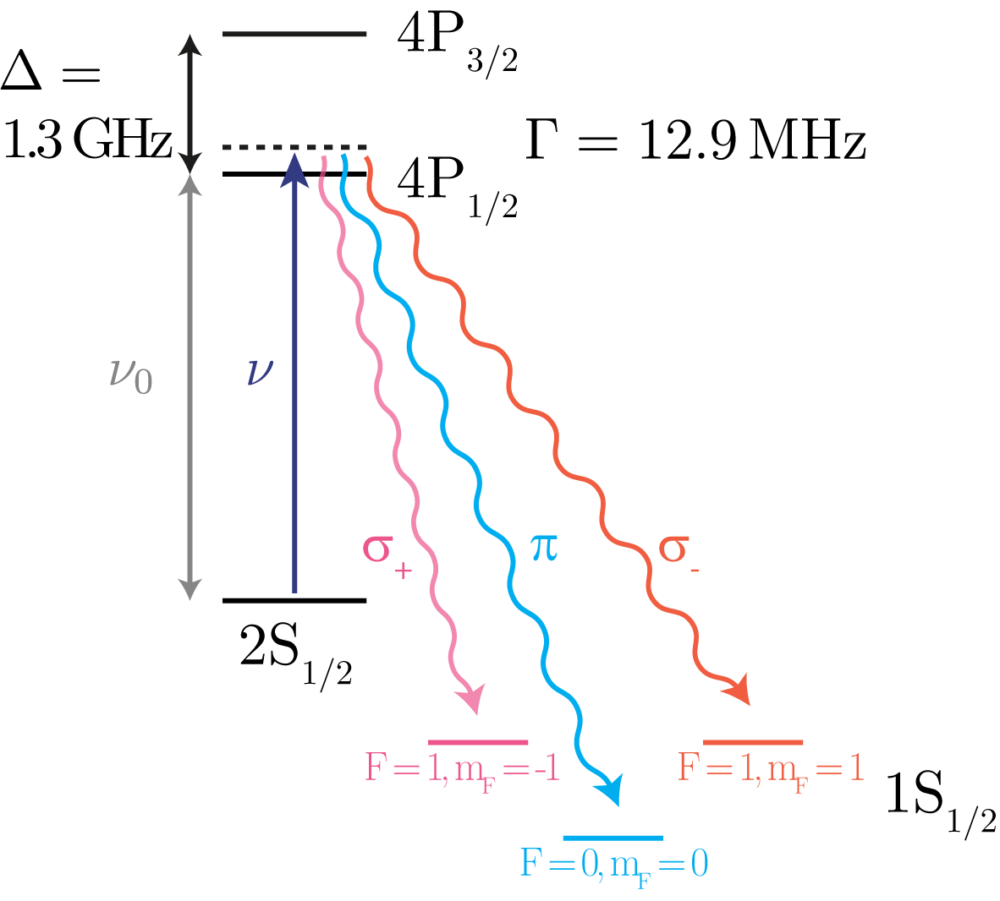 4P3/2
Δ =
1.3 GHz
Γ = 12.9 MHz
4P1/2
ν0
ν
σ+
π
σ-
2S1/2
F=1,mF=-1
F=1,mF=1
1S1/2
F=0,mF=0